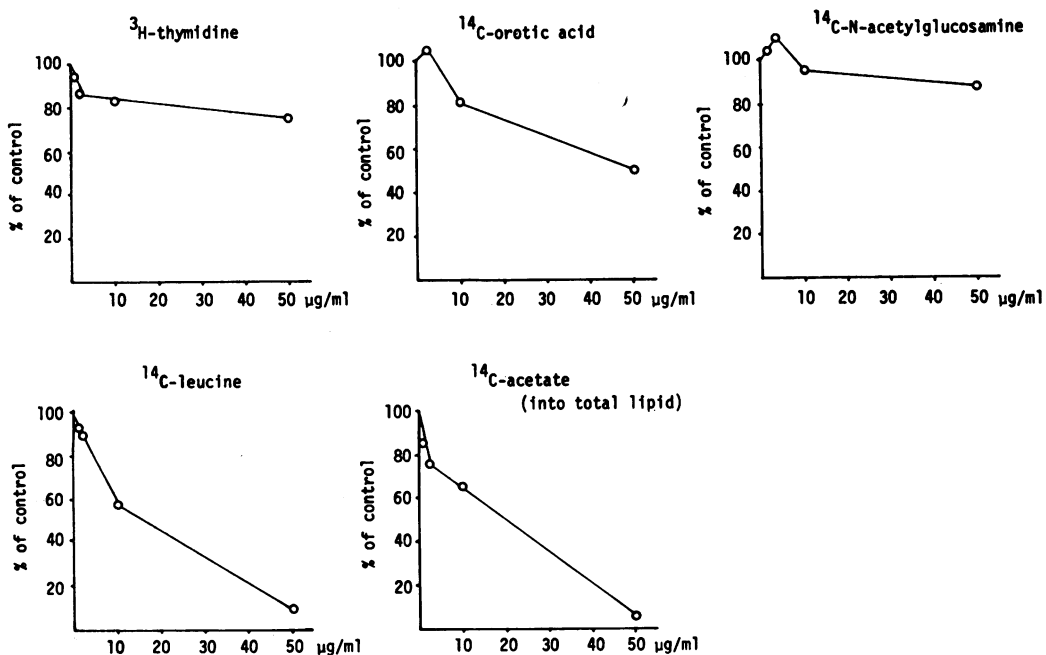 ³H-thymidine
% of control
100
80
60
40
20
10 20 30 40 50 µg/ml
¹⁴C-orotic acid
% of control
100
80
60
40
20
10 20 30 40 50 µg/ml
¹⁴C-N-acetylglucosamine
% of control
100
80
60
40
20
10 20 30 40 50 µg/ml
¹⁴C-leucine
% of control
100
80
60
40
20
10 20 30 40 50 µg/ml
¹⁴C-acetate
(into total lipid)
% of control
100
80
60
40
20
10 20 30 40 50 µg/ml